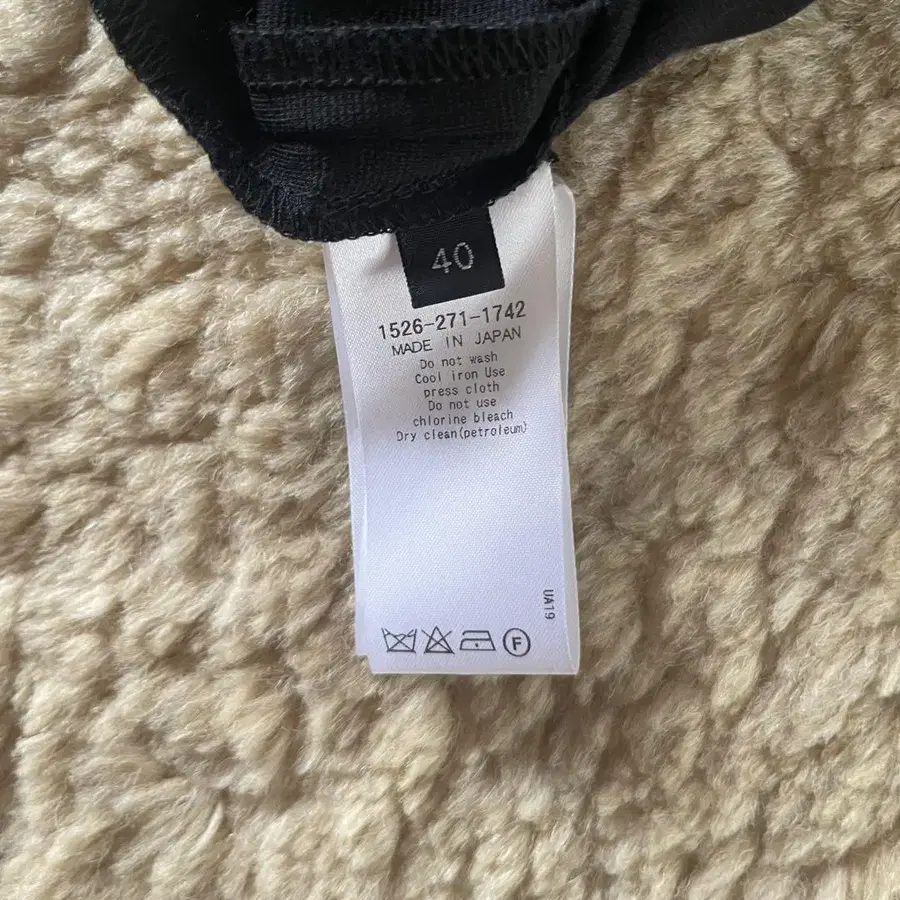 40
1526-271-1742
MADE IN JAPAN
Do not wash
Cool iron Use
press cloth
Do not use
chlorine bleach
Dry clean(petroleum)
UA19
F